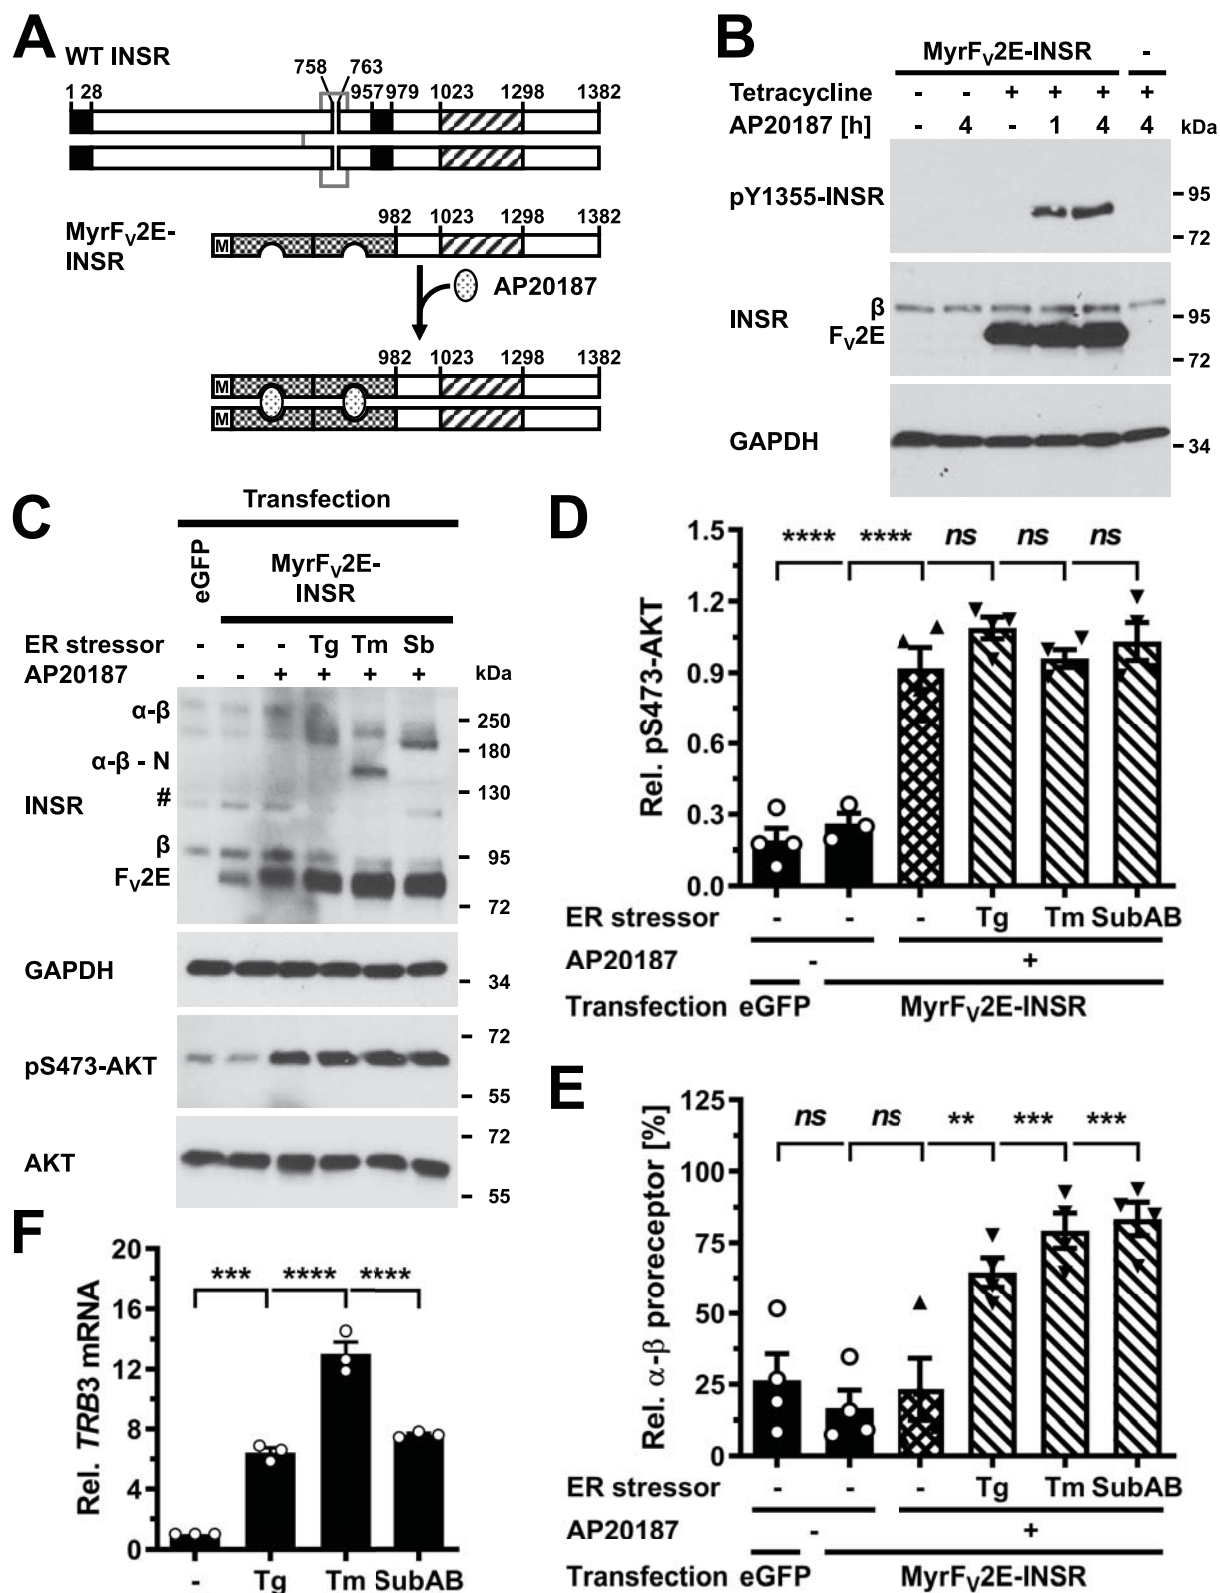 A
WT INSR
758 763
1 28 957 979 1023 1298 1382
MyrFV2E-
INSR
982 1023 1298 1382
M
AP20187
982 1023 1298 1382
M
M
B
MyrFV2E-INSR -
Tetracycline - - + + + +
AP20187 [h] - 4 - 1 4 4 kDa
pY1355-INSR
95
72
INSR
β
FV2E
95
72
GAPDH
34
C
Transfection
eGFP
MyrFV2E-
INSR
ER stressor - - - Tg Tm Sb
AP20187 - - + + + + kDa
INSR
α-β
α-β - N
#
β
FV2E
250
180
130
95
72
GAPDH
34
pS473-AKT
72
55
AKT
72
55
D
Rel. pS473-AKT
1.5
1.2
0.9
0.6
0.3
0.0
**** **** ns ns ns
ER stressor - - - Tg Tm SubAB
AP20187 - +
Transfection eGFP MyrFV2E-INSR
E
Rel. α-β proreceptor [%]
125
100
75
50
25
0
ns ns ** *** ***
ER stressor - - - Tg Tm SubAB
AP20187 - +
Transfection eGFP MyrFV2E-INSR
F
Rel. TRB3 mRNA
20
16
12
8
4
0
*** **** ****
- Tg Tm SubAB